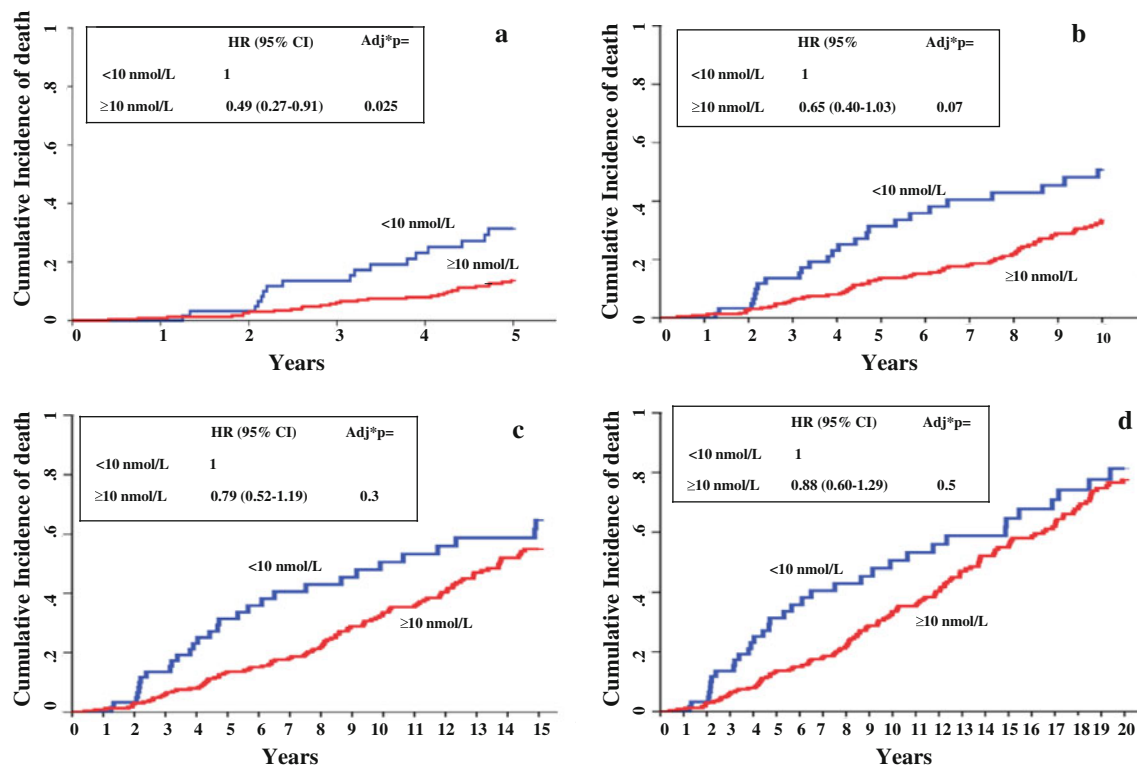 a
HR (95% CI) Adj*p=
<10 nmol/L 1
≥10 nmol/L 0.49 (0.27-0.91) 0.025
Cumulative Incidence of death
0 .2 .4 .6 .8 1
<10 nmol/L
≥10 nmol/L
0 1 2 3 4 5
Years
b
HR (95% Adj*p=
<10 nmol/L 1
≥10 nmol/L 0.65 (0.40-1.03) 0.07
Cumulative Incidence of death
0 .2 .4 .6 .8 1
<10 nmol/L
≥10 nmol/L
0 1 2 3 4 5 6 7 8 9 10
Years
c
HR (95% CI) Adj*p=
<10 nmol/L 1
≥10 nmol/L 0.79 (0.52-1.19) 0.3
Cumulative Incidence of death
0 .2 .4 .6 .8 1
<10 nmol/L
≥10 nmol/L
0 1 2 3 4 5 6 7 8 9 10 11 12 13 14 15
Years
d
HR (95% CI) Adj*p=
<10 nmol/L 1
≥10 nmol/L 0.88 (0.60-1.29) 0.5
Cumulative Incidence of death
0 .2 .4 .6 .8 1
<10 nmol/L
≥10 nmol/L
0 1 2 3 4 5 6 7 8 9 10 11 12 13 14 15 16 17 18 19 20
Years